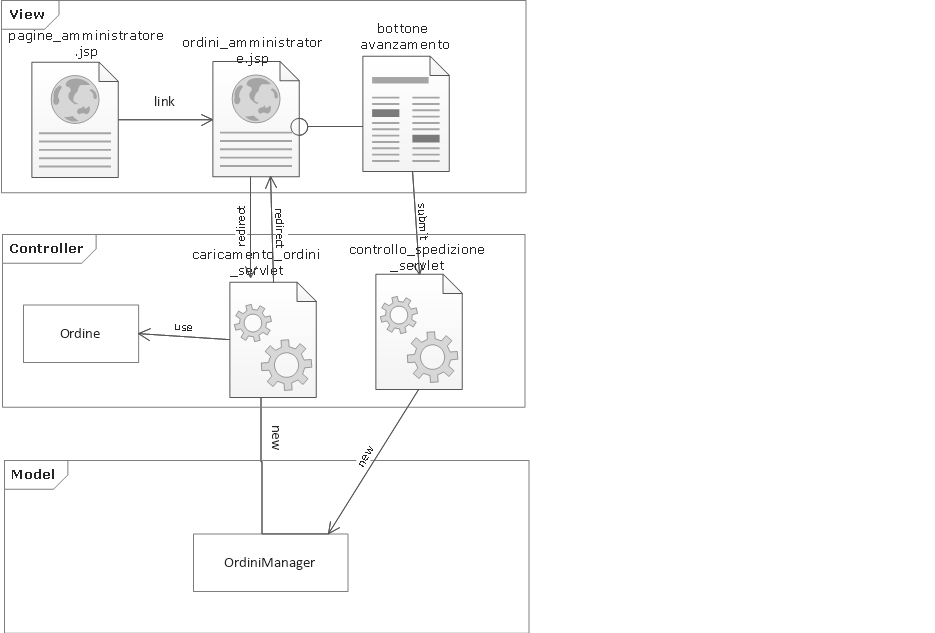 View
pagine_amministratore
.jsp
ordini_amministrator
e.jsp
bottone
avanzamento
link
redirect
redirect
submit
Controller
caricamento_ordini
_servlet
controllo_spedizione
_servlet
Ordine
use
new
new
Model
OrdiniManager